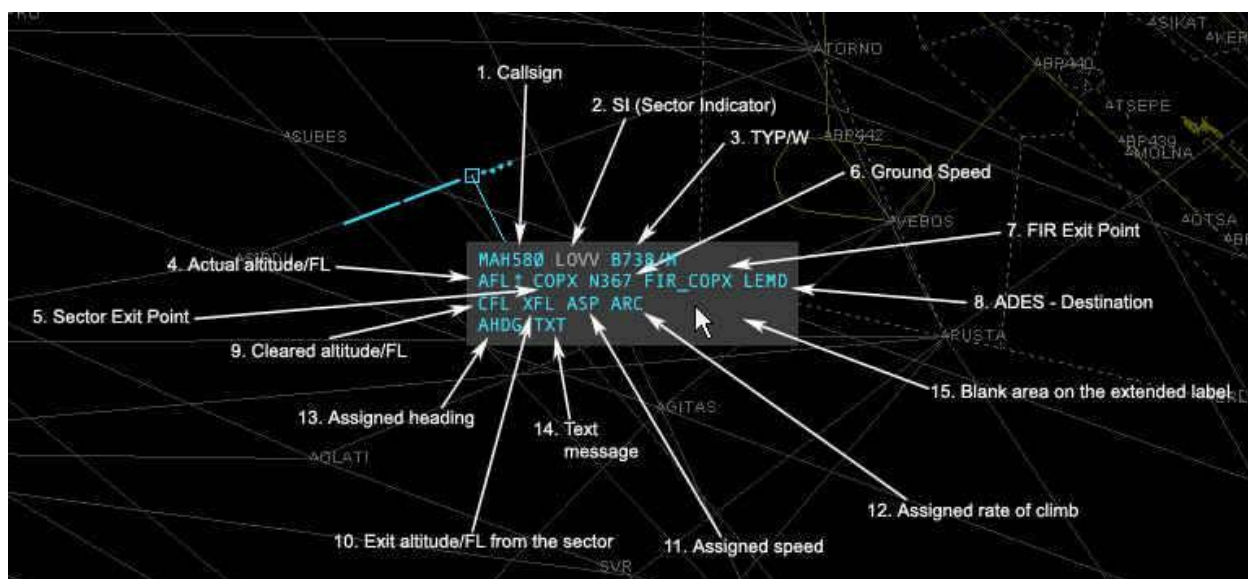 ASIKAT
AKER
ATORNO
ABP440
1. Callsign
2. SI (Sector Indicator)
ATSEPE
3. TYP/W
ABP442
ABP439
AMOLNA
ASUBES
6. Ground Speed
AVEBOS
AOTSA
7. FIR Exit Point
MAH580 LOVV B738/M
4. Actual altitude/FL
AFL↑ COPX N367 FIR_COPX LEMD
8. ADES - Destination
CFL XFL ASP ARC
5. Sector Exit Point
AHDG TXT
ARUSTA
9. Cleared altitude/FL
15. Blank area on the extended label
13. Assigned heading
14. Text
message
AGITAS
AGLATI
12. Assigned rate of climb
10. Exit altitude/FL from the sector
11. Assigned speed
SVR